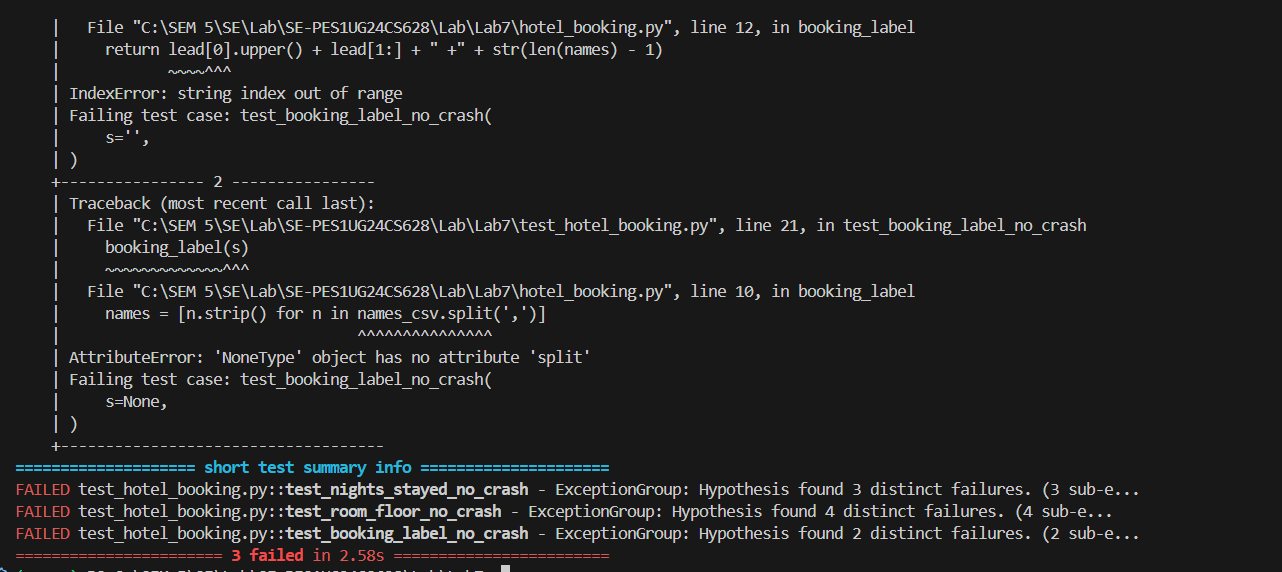 |   File "C:\SEM 5\SE\Lab\SE-PES1UG24CS628\Lab\Lab7\hotel_booking.py", line 12, in booking_label
|     return lead[0].upper() + lead[1:] + " +" + str(len(names) - 1)
|            ~~~~^^^
| IndexError: string index out of range
| Failing test case: test_booking_label_no_crash(
|     s='',
| )
+---------------- 2 ----------------
| Traceback (most recent call last):
|   File "C:\SEM 5\SE\Lab\SE-PES1UG24CS628\Lab\Lab7\test_hotel_booking.py", line 21, in test_booking_label_no_crash
|     booking_label(s)
|     ~~~~~~~~~~~~~^^^
|   File "C:\SEM 5\SE\Lab\SE-PES1UG24CS628\Lab\Lab7\hotel_booking.py", line 10, in booking_label
|     names = [n.strip() for n in names_csv.split(',')]
|                                 ^^^^^^^^^^^^^^^
| AttributeError: 'NoneType' object has no attribute 'split'
| Failing test case: test_booking_label_no_crash(
|     s=None,
| )
+------------------------------------
===================== short test summary info =====================
FAILED test_hotel_booking.py::test_nights_stayed_no_crash - ExceptionGroup: Hypothesis found 3 distinct failures. (3 sub-e...
FAILED test_hotel_booking.py::test_room_floor_no_crash - ExceptionGroup: Hypothesis found 4 distinct failures. (4 sub-e...
FAILED test_hotel_booking.py::test_booking_label_no_crash - ExceptionGroup: Hypothesis found 2 distinct failures. (2 sub-e...
======================= 3 failed in 2.58s ========================